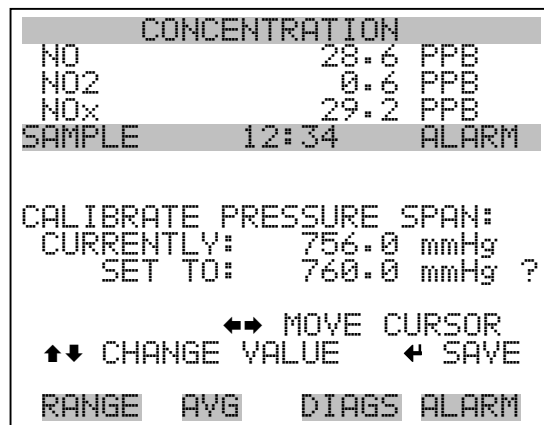 CONCENTRATION
NO 28.6 PPB
NO2 0.6 PPB
NOx 29.2 PPB
SAMPLE 12:34 ALARM
CALIBRATE PRESSURE SPAN:
CURRENTLY: 756.0 mmHg
SET TO: 760.0 mmHg ?
←→ MOVE CURSOR
↑↓ CHANGE VALUE ↵ SAVE
RANGE AVG DIAGS ALARM